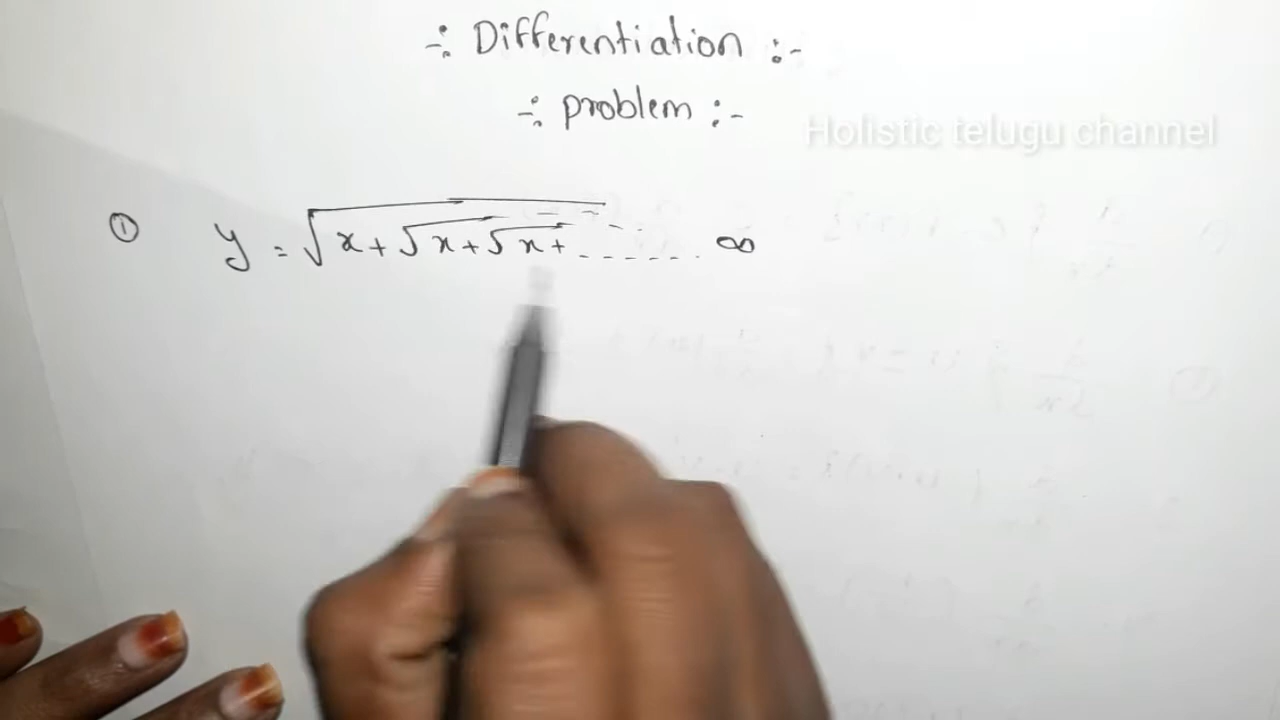 -: Differentiation :-
-: problem :-
Holistic telugu channel
① y = √x+√x+√x+ ....... ∞